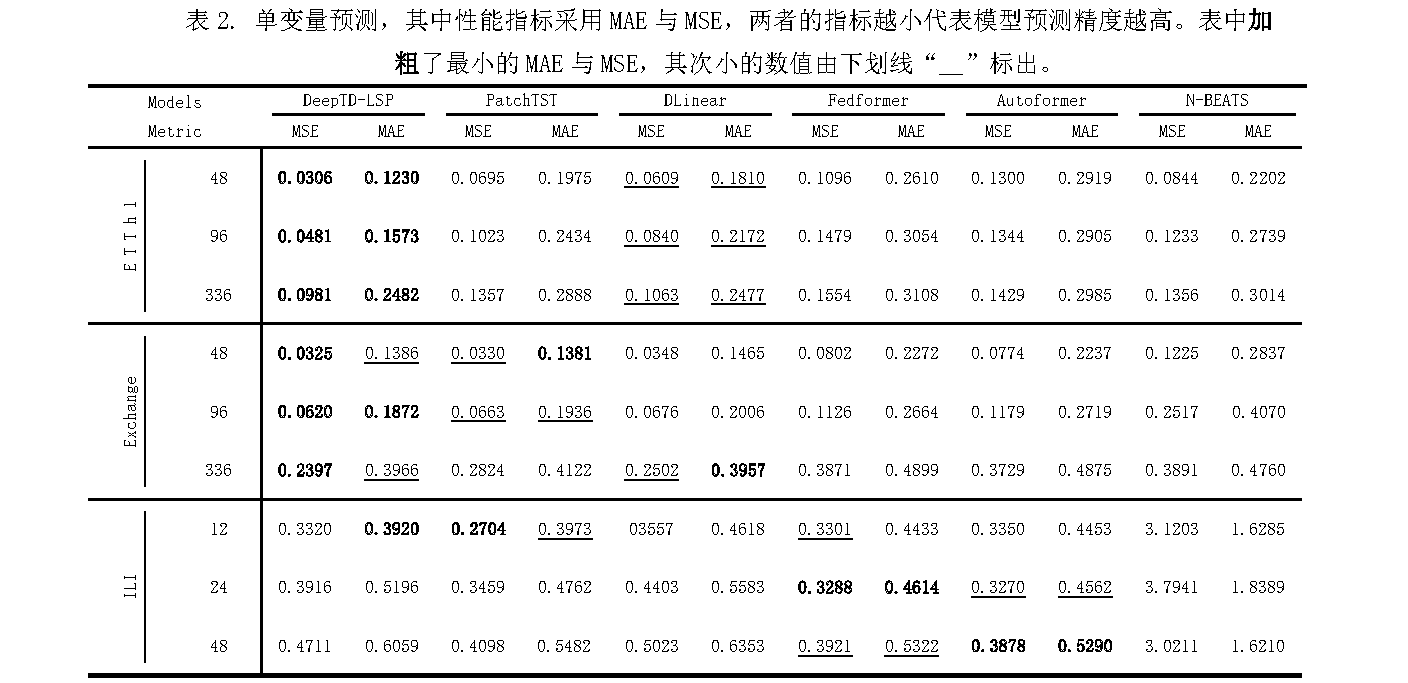 表 2. 单变量预测，其中性能指标采用 MAE 与 MSE，两者的指标越小代表模型预测精度越高。表中加
粗了最小的 MAE 与 MSE，其次小的数值由下划线“__”标出。
Models DeepTD-LSP PatchTST DLinear Fedformer Autoformer N-BEATS
Metric MSE MAE MSE MAE MSE MAE MSE MAE MSE MAE MSE MAE
ETTh1
48 0.0306 0.1230 0.0695 0.1975 0.0609 0.1810 0.1096 0.2610 0.1300 0.2919 0.0844 0.2202
96 0.0481 0.1573 0.1023 0.2434 0.0840 0.2172 0.1479 0.3054 0.1344 0.2905 0.1233 0.2739
336 0.0981 0.2482 0.1357 0.2888 0.1063 0.2477 0.1554 0.3108 0.1429 0.2985 0.1356 0.3014
Exchange
48 0.0325 0.1386 0.0330 0.1381 0.0348 0.1465 0.0802 0.2272 0.0774 0.2237 0.1225 0.2837
96 0.0620 0.1872 0.0663 0.1936 0.0676 0.2006 0.1126 0.2664 0.1179 0.2719 0.2517 0.4070
336 0.2397 0.3966 0.2824 0.4122 0.2502 0.3957 0.3871 0.4899 0.3729 0.4875 0.3891 0.4760
ILI
12 0.3320 0.3920 0.2704 0.3973 03557 0.4618 0.3301 0.4433 0.3350 0.4453 3.1203 1.6285
24 0.3916 0.5196 0.3459 0.4762 0.4403 0.5583 0.3288 0.4614 0.3270 0.4562 3.7941 1.8389
48 0.4711 0.6059 0.4098 0.5482 0.5023 0.6353 0.3921 0.5322 0.3878 0.5290 3.0211 1.6210